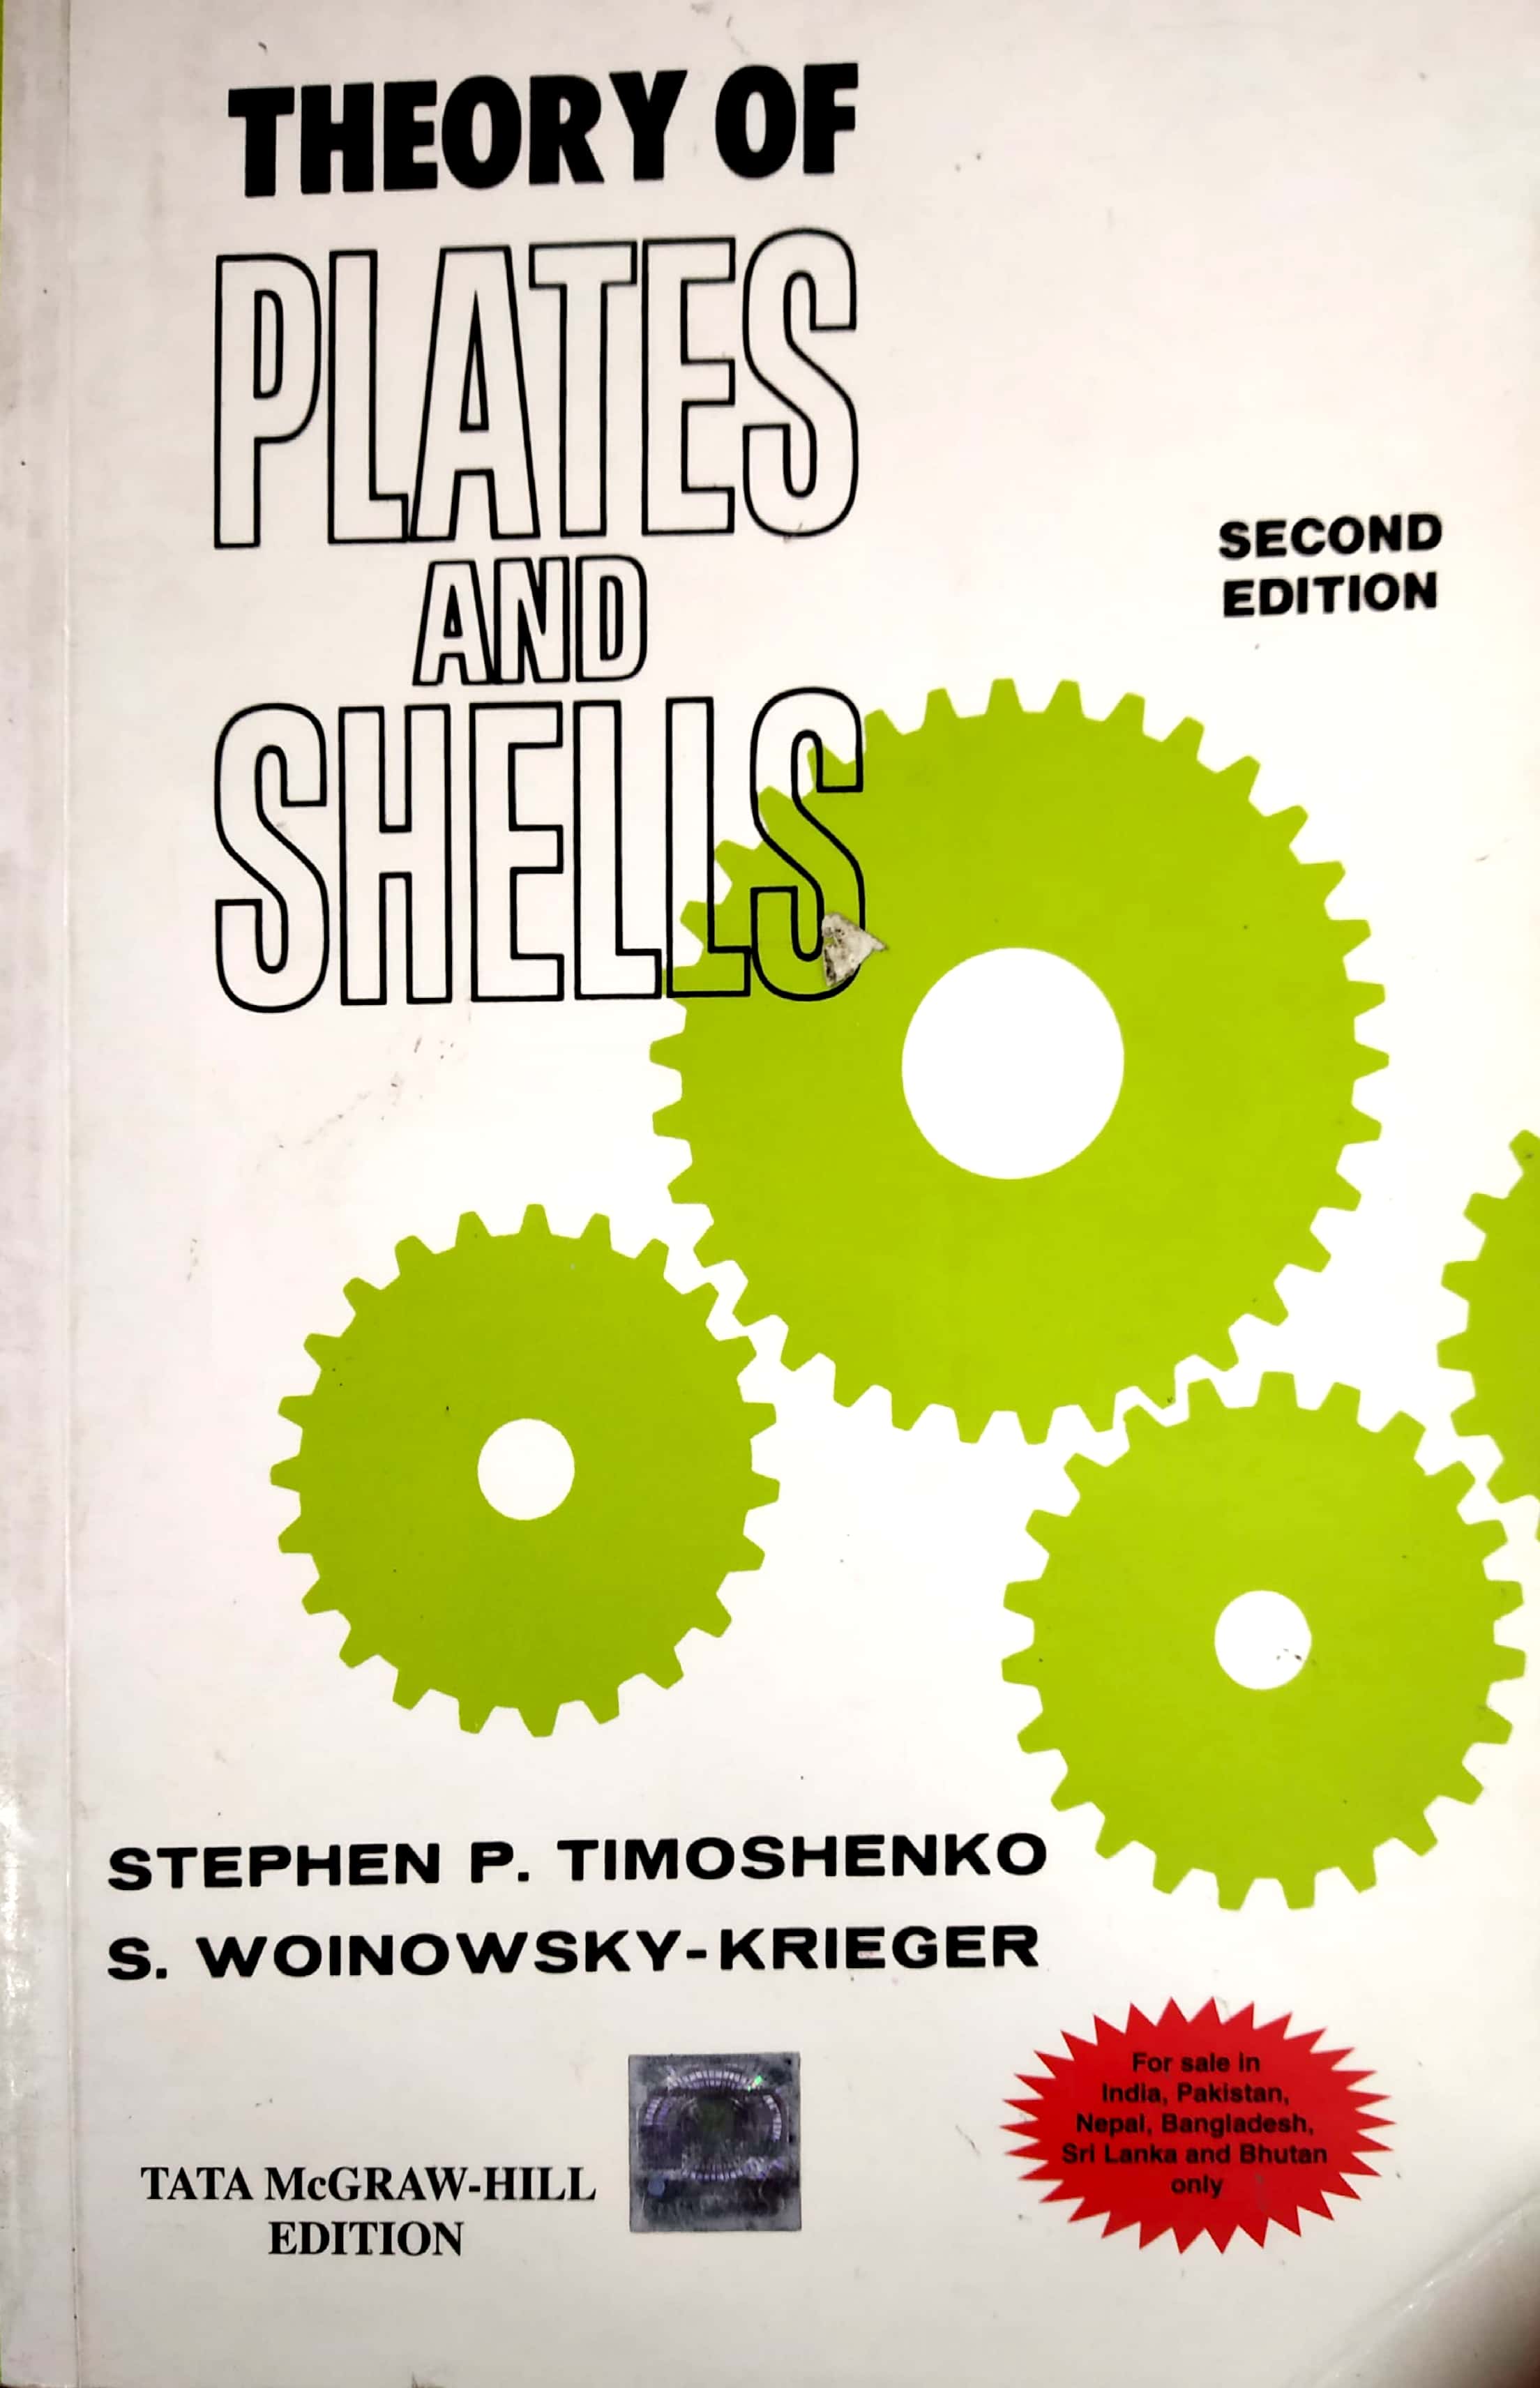 THEORY OF
PLATES
AND
SHELLS
SECOND
EDITION
STEPHEN P. TIMOSHENKO
S. WOINOWSKY-KRIEGER
TATA McGRAW-HILL
EDITION
For sale in
India, Pakistan,
Nepal, Bangladesh,
Sri Lanka and Bhutan
only